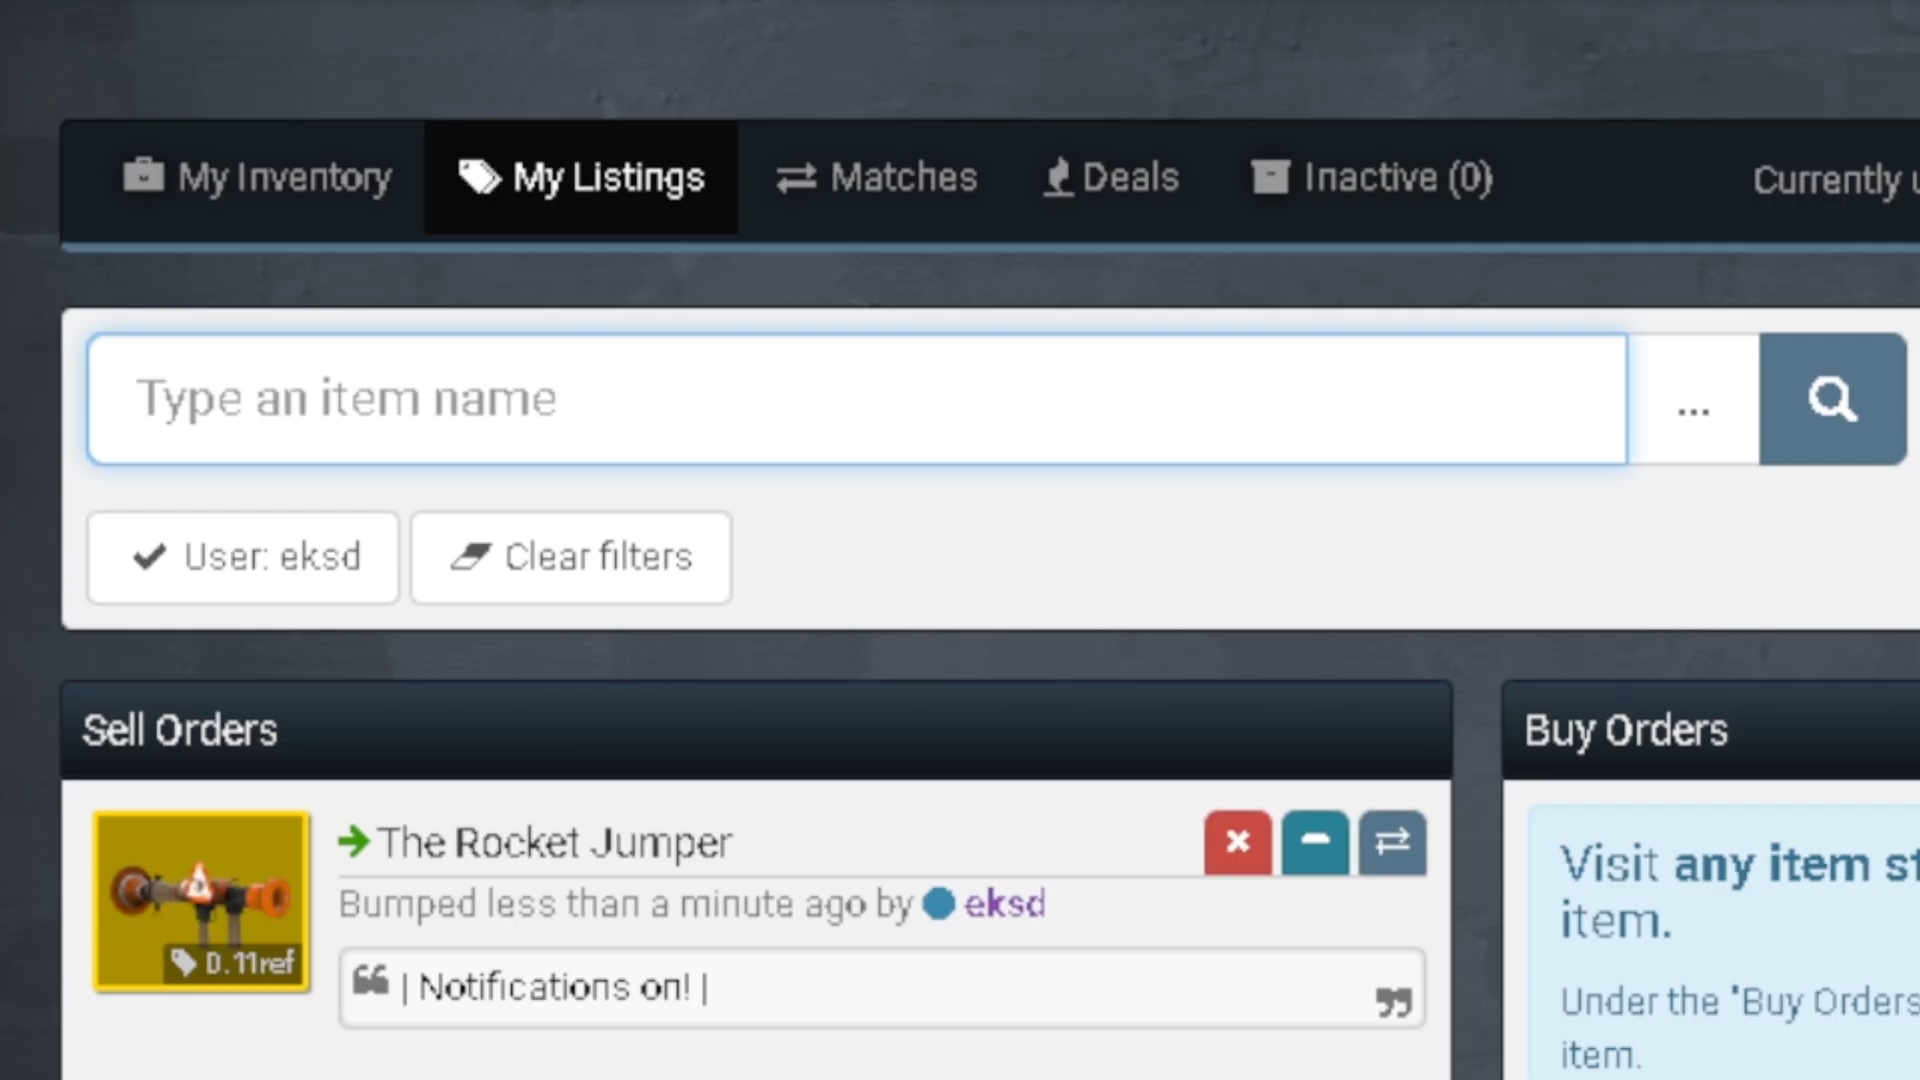 My Inventory My Listings Matches Deals Inactive (0) Currently
Type an item name
...
User: eksd Clear filters
Sell Orders
Buy Orders
The Rocket Jumper
Bumped less than a minute ago by eksd
0.11ref
| Notifications on! |
Visit any item
item.
Under the "Buy Orders
item.